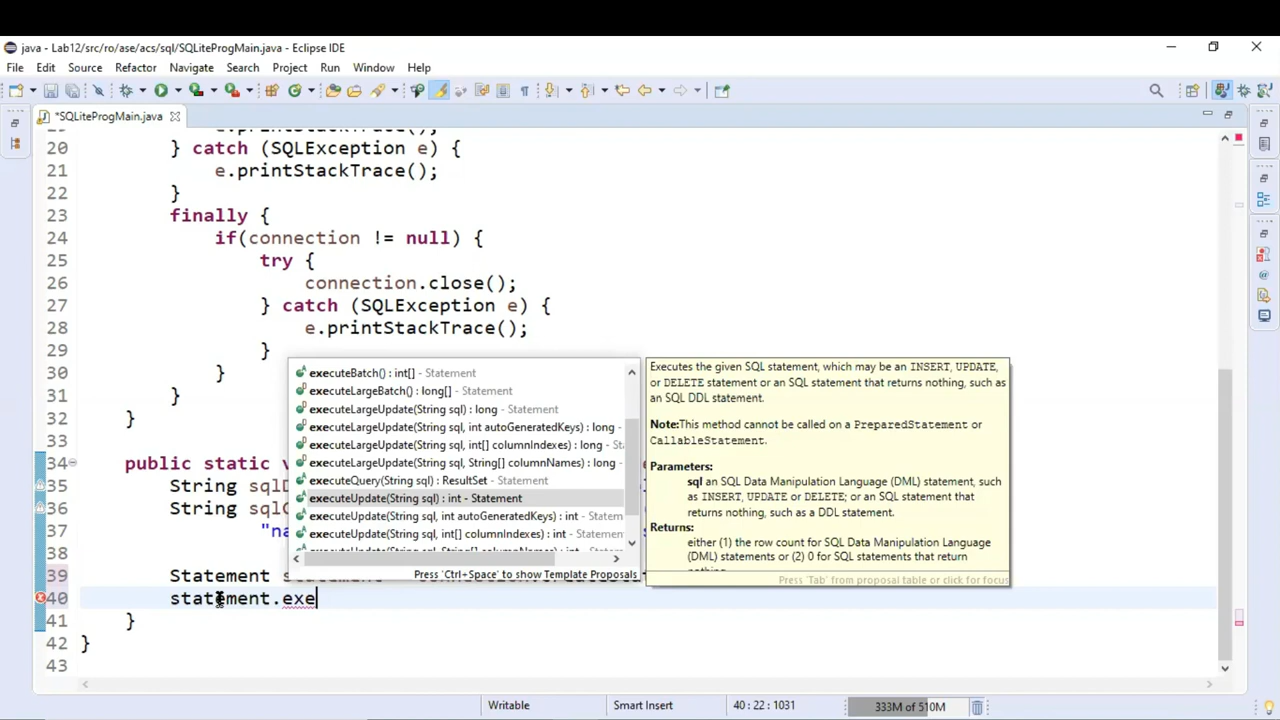 java - Lab12/src/ro/ase/acs/sql/SQLiteProgMain.java - Eclipse IDE
File Edit Source Refactor Navigate Search Project Run Window Help
*SQLiteProgMain.java
20 } catch (SQLException e) {
21 e.printStackTrace();
22 }
23 finally {
24 if(connection != null) {
25 try {
26 connection.close();
27 } catch (SQLException e) {
28 e.printStackTrace();
29 }
30 }
31 }
32 }
33
34 public static
35 String
36 String
37
38
39 Statement
40 statement.exe
41 }
42 }
43
executeBatch() : int[] - Statement
executeLargeBatch() : long[] - Statement
executeLargeUpdate(String sql) : long - Statement
executeLargeUpdate(String sql, int autoGeneratedKeys) : long -
executeLargeUpdate(String sql, int[] columnIndexes) : long - Sta
executeLargeUpdate(String sql, String[] columnNames) : long -
executeQuery(String sql) : ResultSet - Statement
executeUpdate(String sql) : int - Statement
executeUpdate(String sql, int autoGeneratedKeys) : int - Statem
executeUpdate(String sql, int[] columnIndexes) : int - Statemen
Press 'Ctrl+Space' to show Template Proposals
Executes the given SQL statement, which may be an INSERT, UPDATE,
or DELETE statement or an SQL statement that returns nothing, such as
an SQL DDL statement.
Note:This method cannot be called on a PreparedStatement or
CallableStatement.
Parameters:
sql an SQL Data Manipulation Language (DML) statement, such
as INSERT, UPDATE or DELETE; or an SQL statement that
returns nothing, such as a DDL statement.
Returns:
either (1) the row count for SQL Data Manipulation Language
(DML) statements or (2) 0 for SQL statements that return
Press 'Tab' from proposal table or click for focus
Writable Smart Insert 40 : 22 : 1031 333M of 510M